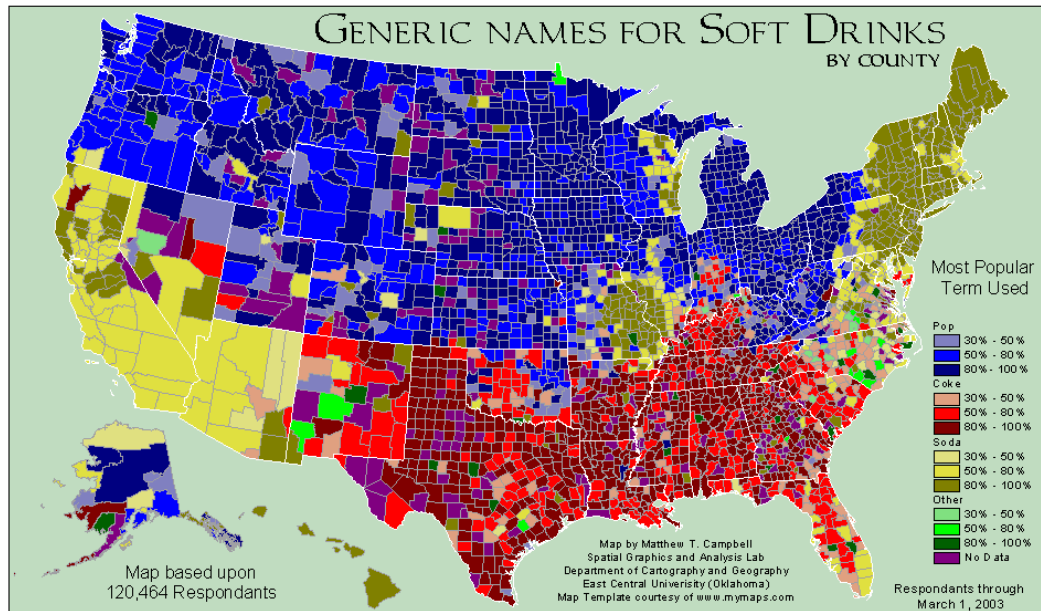 GENERIC NAMES FOR SOFT DRINKS
BY COUNTY
Most Popular
Term Used
Pop
30% - 50%
50% - 80%
80% - 100%
Coke
30% - 50%
50% - 80%
80% - 100%
Soda
30% - 50%
50% - 80%
80% - 100%
Other
30% - 50%
50% - 80%
80% - 100%
No Data
Map based upon
120,464 Respondants
Map by Matthew T. Campbell
Spatial Graphics and Analysis Lab
Department of Cartography and Geography
East Central Univerisity (Oklahoma)
Map Template courtesy of www.mymaps.com
Respondants through
March 1, 2003